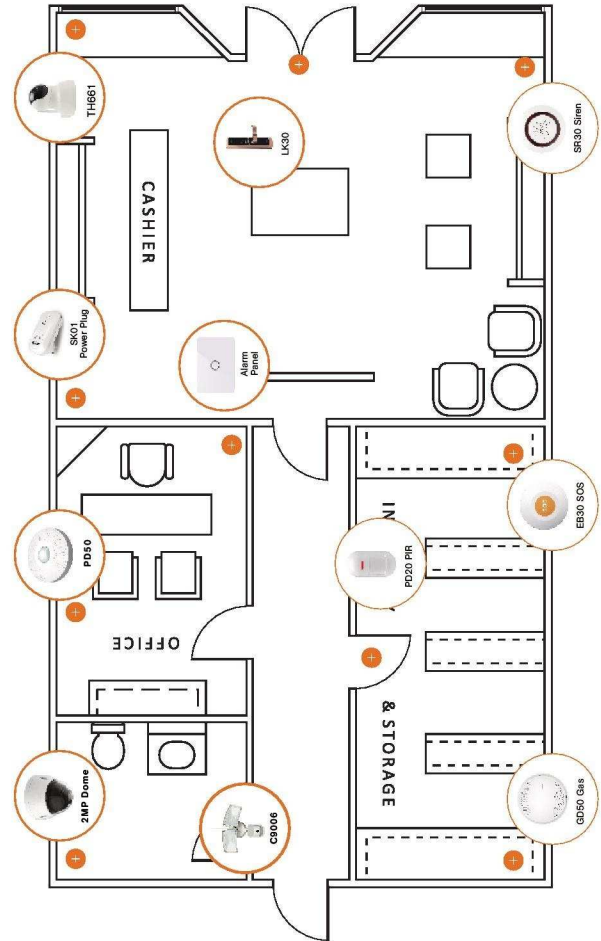 TH661
LK30
SR30 Siren
CASHIER
SK01
Power Plug
Alarm
Panel
PD50
PD20 PIR
EB30 SOS
OFFICE
IN
& STORAGE
2MP Dome
C9006
GD50 Gas